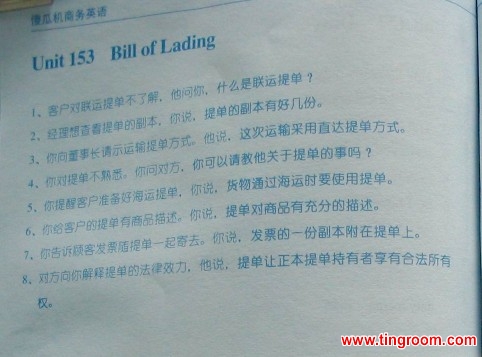 傻瓜机商务英语
Unit 153 Bill of Lading
1、客户对联运提单不了解，他问你，什么是联运提单？
2、经理想查看提单的副本，你说，提单的副本有好几份。
3、你向董事长请示运输提单方式。他说，这次运输采用直达提单方式。
4、你对提单不熟悉。你问对方，你可以请教他关于提单的事吗？
5、你提醒客户准备好海运提单，你说，货物通过海运时要使用提单。
6、你给客户的提单有商品描述。你说，提单对商品有充分的描述。
7、你告诉顾客发票随提单一起寄去。你说，发票的一份副本附在提单上。
8、对方向你解释提单的法律效力，他说，提单让正本提单持有者享有合法所有
权。
www.tingroom.com